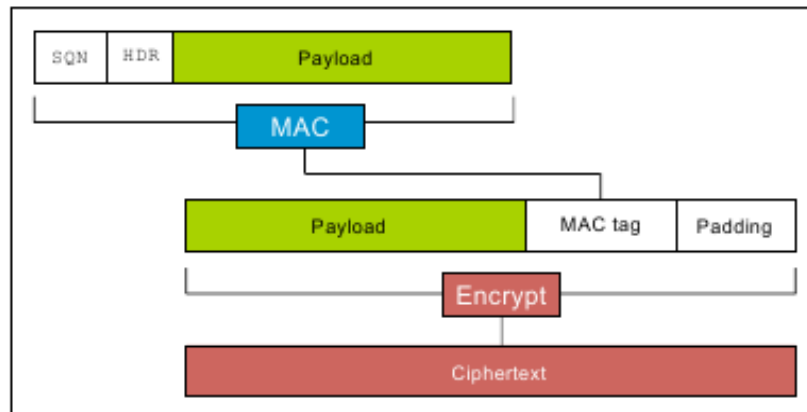 SQN HDR Payload
MAC
Payload MAC tag Padding
Encrypt
Ciphertext